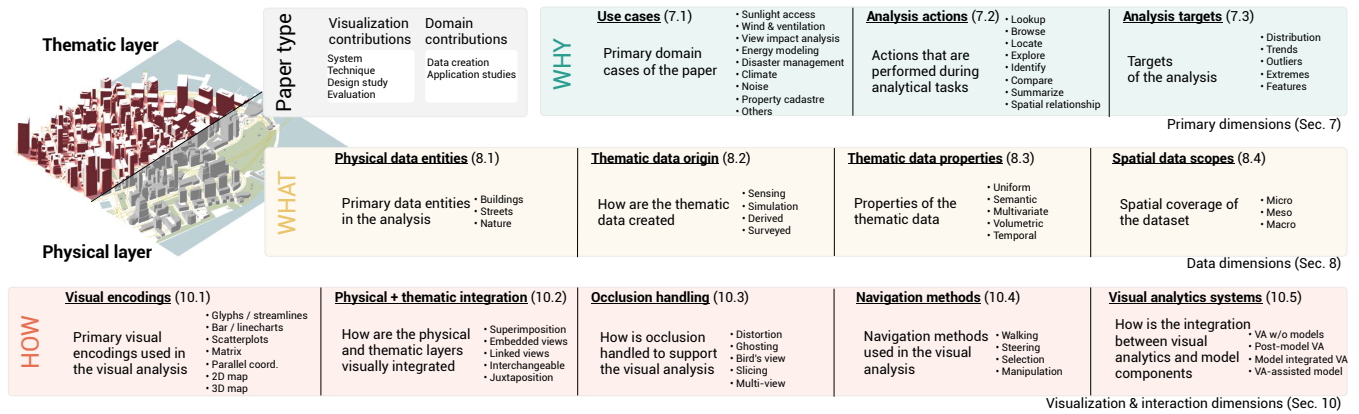 Thematic layer
Physical layer
Paper type
Visualization
contributions
System
Technique
Design study
Evaluation
Domain
contributions
Data creation
Application studies
WHY
Use cases (7.1)
Primary domain
cases of the paper
• Sunlight access
• Wind & ventilation
• View impact analysis
• Energy modeling
• Disaster management
• Climate
• Noise
• Property cadastre
• Others
Analysis actions (7.2)
Actions that are
performed during
analytical tasks
• Lookup
• Browse
• Locate
• Explore
• Identify
• Compare
• Summarize
• Spatial relationship
Analysis targets (7.3)
Targets
of the analysis
• Distribution
• Trends
• Outliers
• Extremes
• Features
Primary dimensions (Sec. 7)
WHAT
Physical data entities (8.1)
Primary data entities
in the analysis
• Buildings
• Streets
• Nature
Thematic data origin (8.2)
How are the thematic
data created
• Sensing
• Simulation
• Derived
• Surveyed
Thematic data properties (8.3)
Properties of the
thematic data
• Uniform
• Semantic
• Multivariate
• Volumetric
• Temporal
Spatial data scopes (8.4)
Spatial coverage of
the dataset
• Micro
• Meso
• Macro
Data dimensions (Sec. 8)
HOW
Visual encodings (10.1)
Primary visual
encodings used in
the visual analysis
• Glyphs / streamlines
• Bar / linecharts
• Scatterplots
• Matrix
• Parallel coord.
• 2D map
• 3D map
Physical + thematic integration (10.2)
How are the physical
and thematic layers
visually integrated
• Superimposition
• Embedded views
• Linked views
• Interchangeable
• Juxtaposition
Occlusion handling (10.3)
How is occlusion
handled to support
the visual analysis
• Distortion
• Ghosting
• Bird's view
• Slicing
• Multi-view
Navigation methods (10.4)
Navigation methods
used in the visual
analysis
• Walking
• Steering
• Selection
• Manipulation
Visual analytics systems (10.5)
How is the integration
between visual
analytics and model
components
• VA w/o models
• Post-model VA
• Model integrated VA
• VA-assisted model
Visualization & interaction dimensions (Sec. 10)